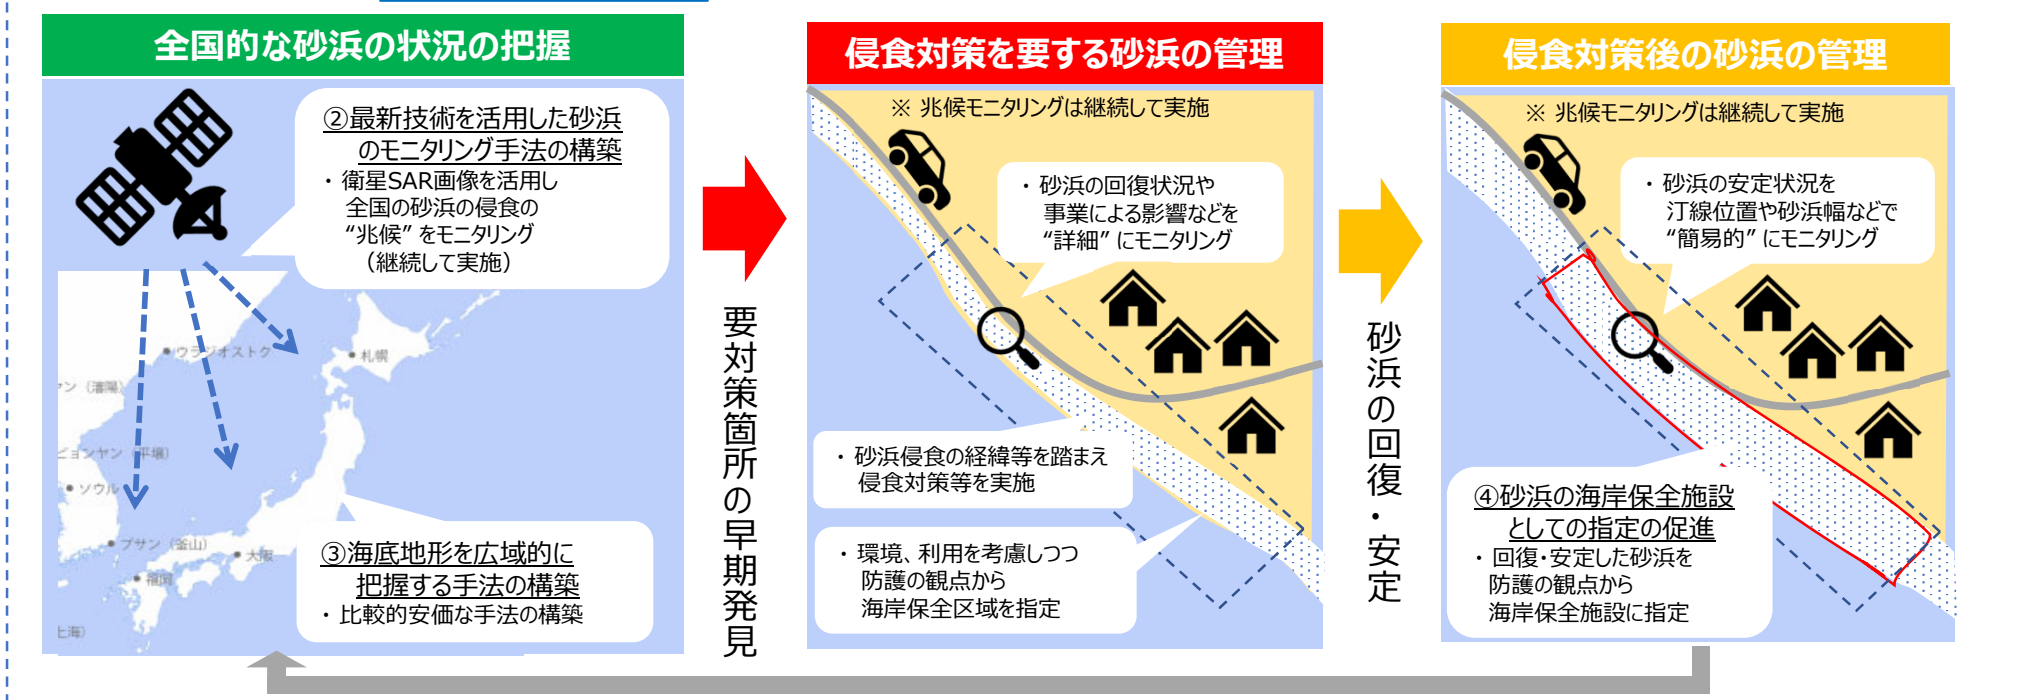 全国的な砂浜の状況の把握
②最新技術を活用した砂浜
のモニタリング手法の構築
・衛星SAR画像を活用し
全国の砂浜の侵食の
“兆候” をモニタリング
（継続して実施）
ウラジオストク
札幌
ソウル
プサン（釜山）
大阪
福岡
上海）
③海底地形を広域的に
把握する手法の構築
・比較的安価な手法の構築
要対策箇所の早期発見
侵食対策を要する砂浜の管理
※ 兆候モニタリングは継続して実施
・砂浜の回復状況や
事業による影響などを
“詳細” にモニタリング
・砂浜侵食の経緯等を踏まえ
侵食対策等を実施
・環境、利用を考慮しつつ
防護の観点から
海岸保全区域を指定
砂浜の回復・安定
侵食対策後の砂浜の管理
※ 兆候モニタリングは継続して実施
・砂浜の安定状況を
汀線位置や砂浜幅などで
“簡易的” にモニタリング
④砂浜の海岸保全施設
としての指定の促進
・回復・安定した砂浜を
防護の観点から
海岸保全施設に指定